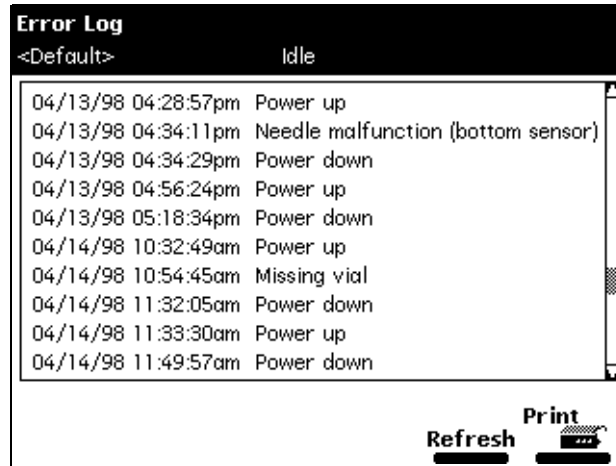 Error Log
<Default> Idle
04/13/98 04:28:57pm Power up
04/13/98 04:34:11pm Needle malfunction (bottom sensor)
04/13/98 04:34:29pm Power down
04/13/98 04:56:24pm Power up
04/13/98 05:18:34pm Power down
04/14/98 10:32:49am Power up
04/14/98 10:54:45am Missing vial
04/14/98 11:32:05am Power down
04/14/98 11:33:30am Power up
04/14/98 11:49:57am Power down
Print
Refresh